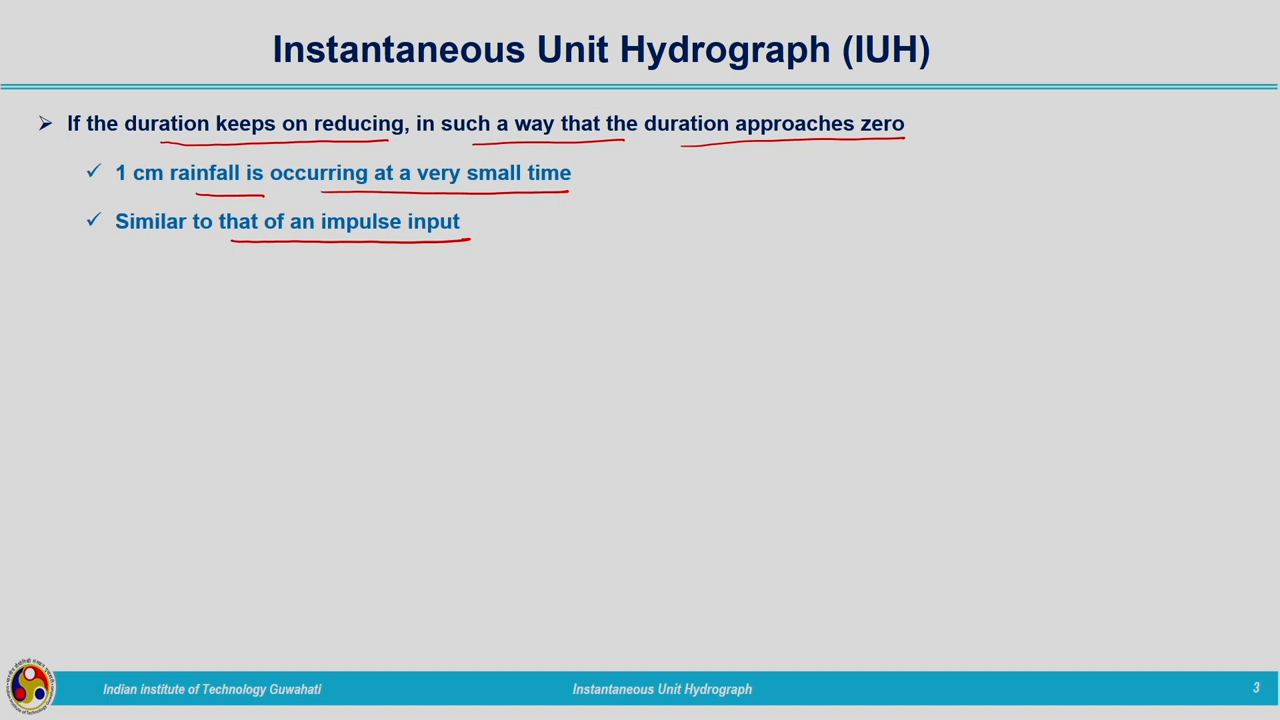 Instantaneous Unit Hydrograph (IUH)
If the duration keeps on reducing, in such a way that the duration approaches zero
1 cm rainfall is occurring at a very small time
Similar to that of an impulse input
Indian institute of Technology Guwahati
Instantaneous Unit Hydrograph
3